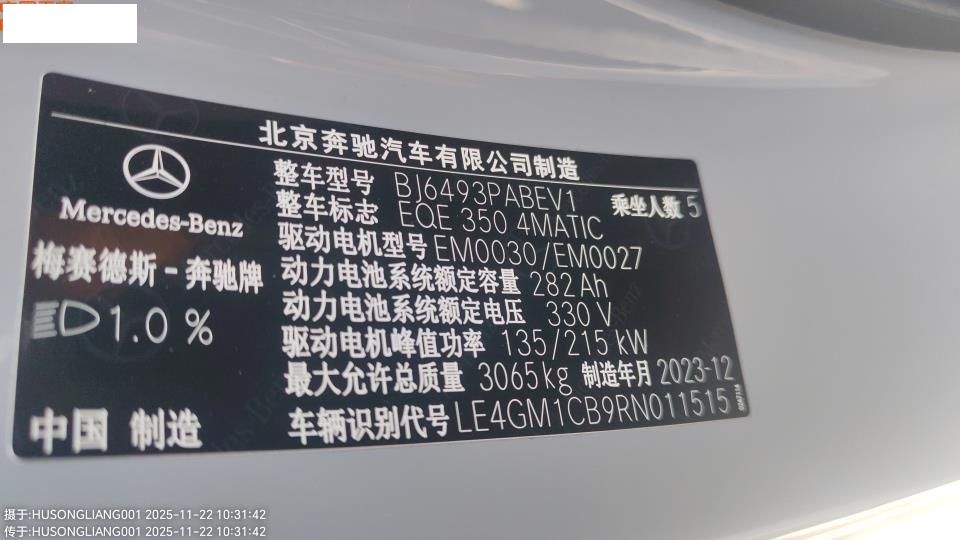 北京奔驰汽车有限公司制造
Mercedes-Benz
梅赛德斯-奔驰牌
1.0 %
中国 制造
整车型号 BJ6493PABEV1 乘坐人数 5
整车标志 EQE 350 4MATIC
驱动电机型号 EM0030/EM0027
动力电池系统额定容量 282Ah
动力电池系统额定电压 330 V
驱动电机峰值功率 135/215 kW
最大允许总质量 3065kg 制造年月 2023-12
车辆识别代号 LE4GM1CB9RN011515
摄于:HUSONGLIANG001 2025-11-22 10:31:42
传于:HUSONGLIANG001 2025-11-22 10:31:42